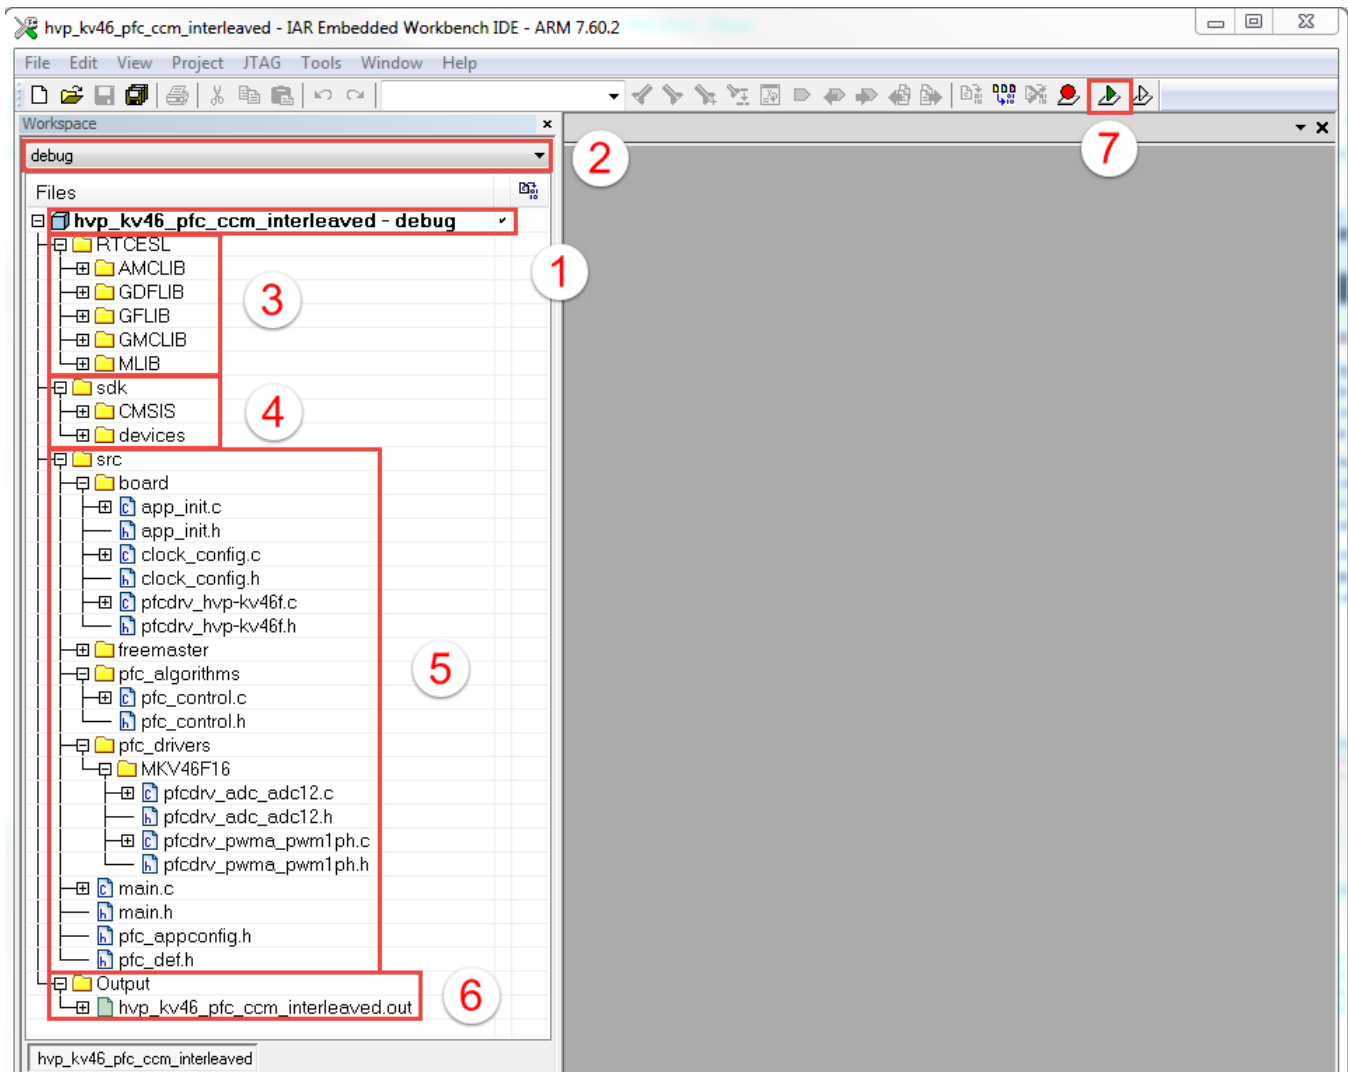 hvp_kv46_pfc_ccm_interleaved - IAR Embedded Workbench IDE - ARM 7.60.2
File Edit View Project JTAG Tools Window Help
7
Workspace
debug
2
Files
hvp_kv46_pfc_ccm_interleaved - debug
RTCESL
1
AMCLIB
GDFLIB
3
GFLIB
GMCLIB
MLIB
sdk
CMSIS
4
devices
src
board
app_init.c
app_init.h
clock_config.c
clock_config.h
pfcdrv_hvp-kv46f.c
pfcdrv_hvp-kv46f.h
freemaster
5
pfc_algorithms
pfc_control.c
pfc_control.h
pfc_drivers
MKV46F16
pfcdrv_adc_adc12.c
pfcdrv_adc_adc12.h
pfcdrv_pwma_pwm1ph.c
pfcdrv_pwma_pwm1ph.h
main.c
main.h
pfc_appconfig.h
pfc_def.h
Output
6
hvp_kv46_pfc_ccm_interleaved.out
hvp_kv46_pfc_ccm_interleaved